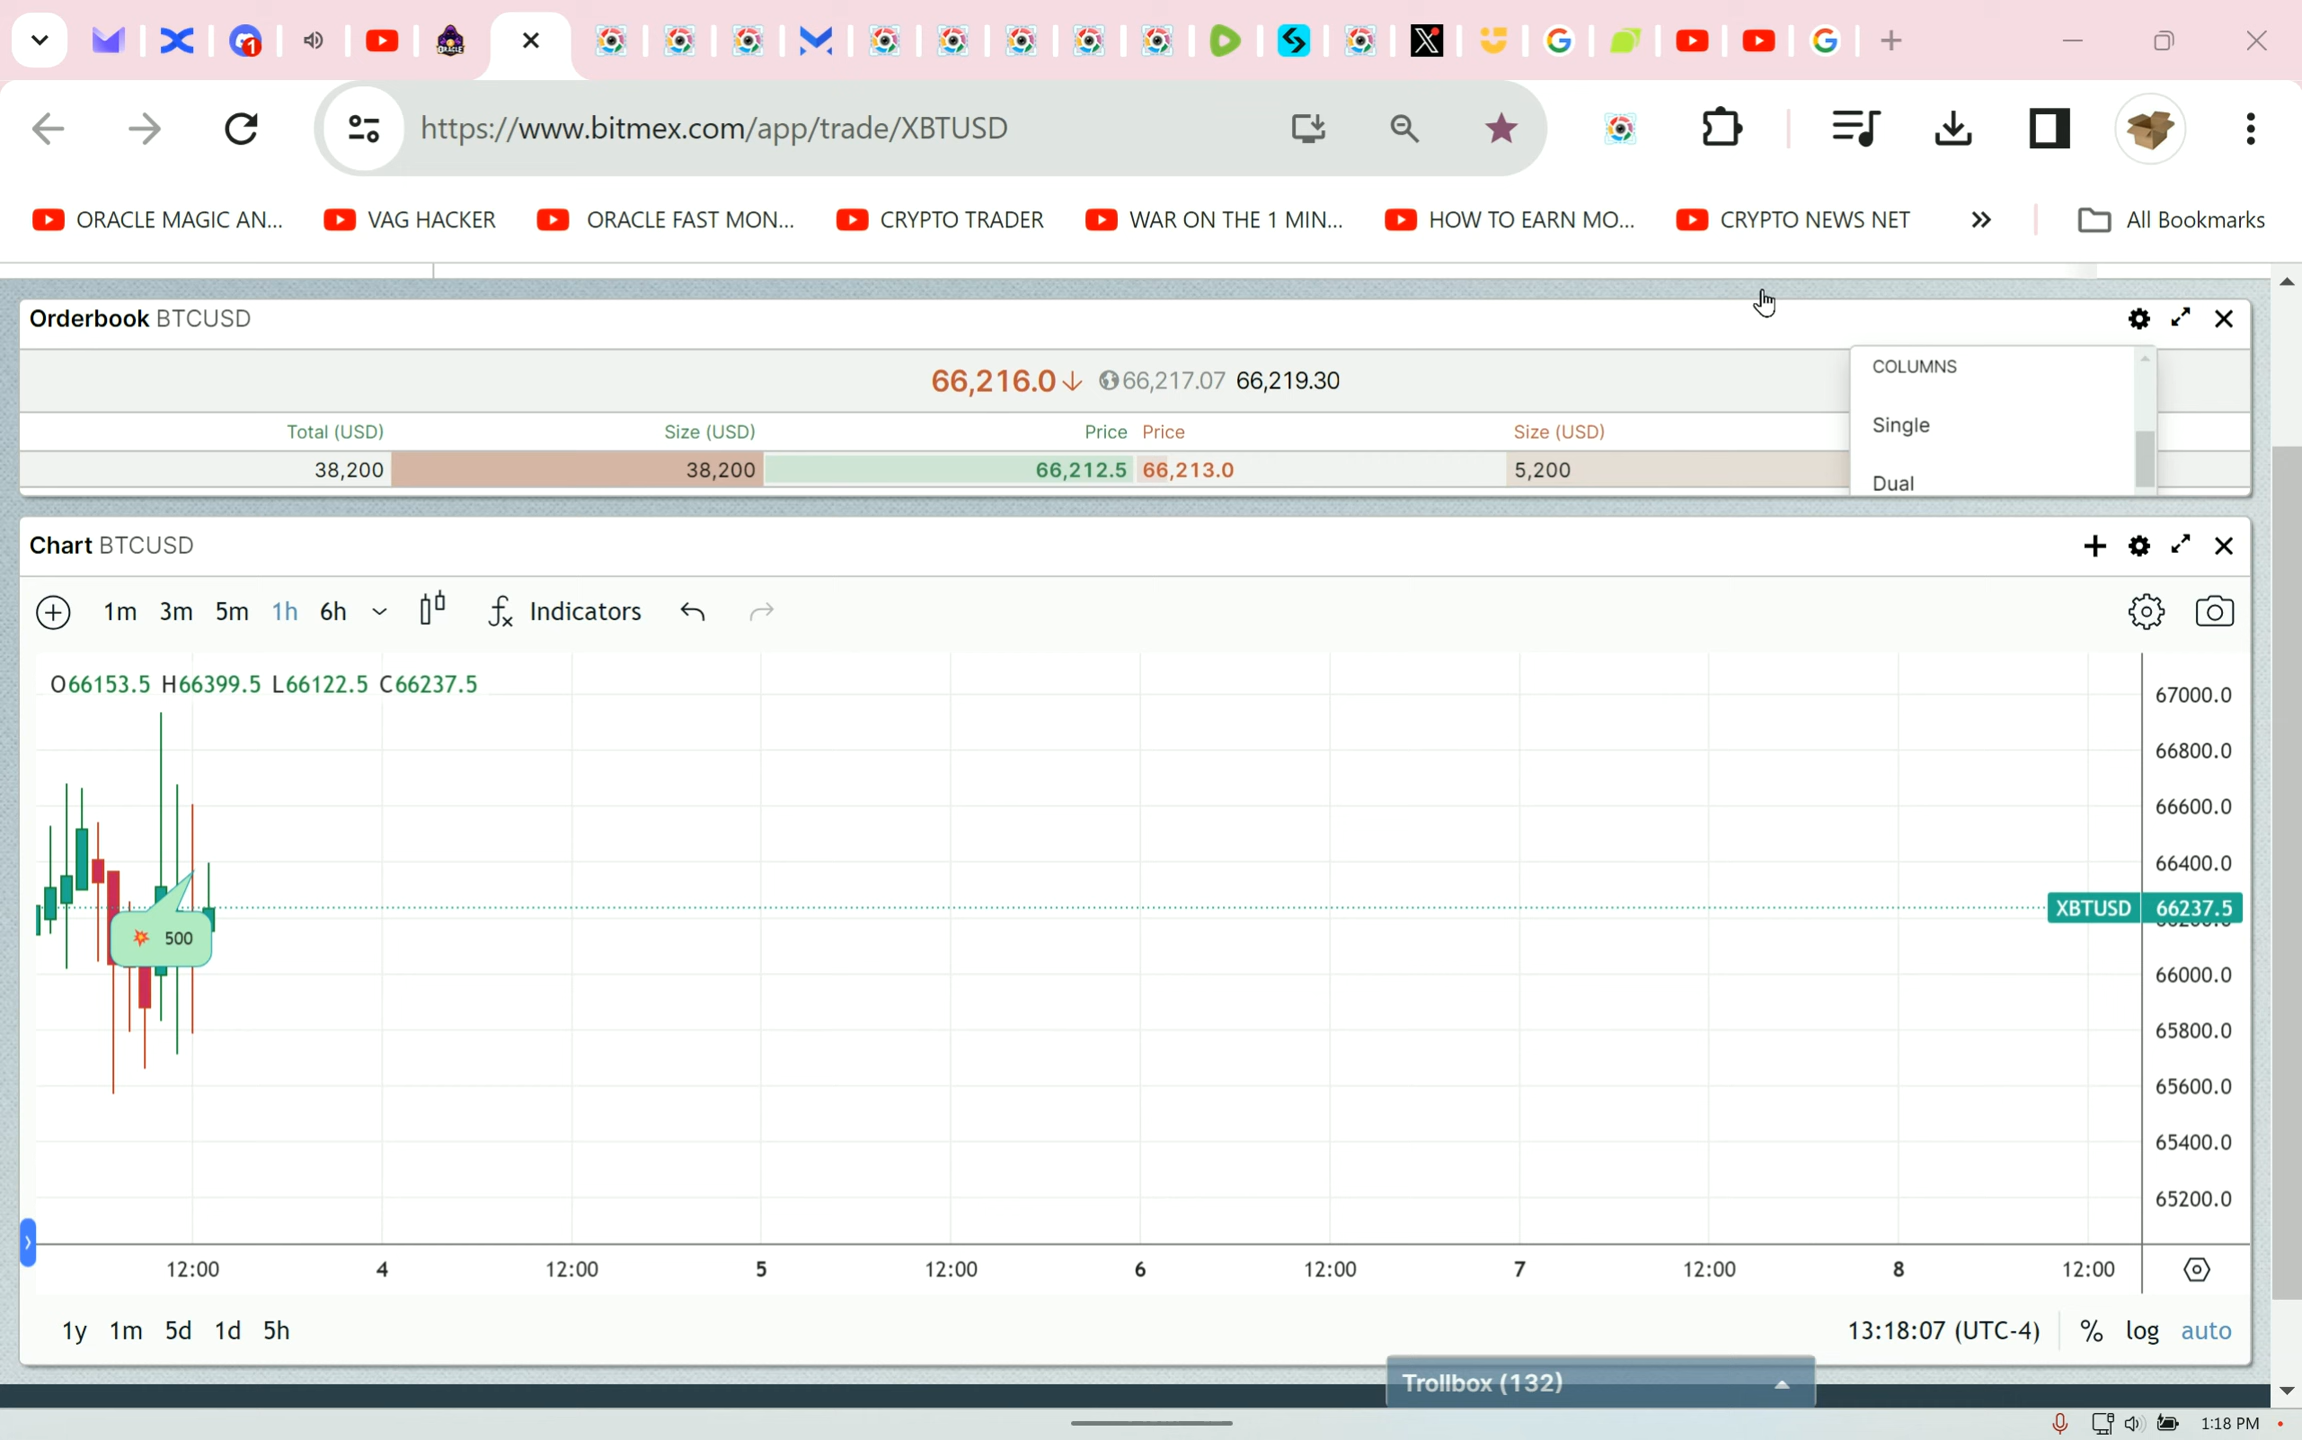 1
https://www.bitmex.com/app/trade/XBTUSD
ORACLE MAGIC AN... VAG HACKER ORACLE FAST MON... CRYPTO TRADER WAR ON THE 1 MIN... HOW TO EARN MO... CRYPTO NEWS NET » All Bookmarks
Orderbook BTCUSD
66,216.0↓ 66,217.07 66,219.30
COLUMNS
Single
Dual
Total (USD) Size (USD) Price Price Size (USD)
38,200 38,200 66,212.5 66,213.0 5,200
Chart BTCUSD
1m 3m 5m 1h 6h fx Indicators
O66153.5 H66399.5 L66122.5 C66237.5
67000.0
66800.0
66600.0
66400.0
XBTUSD 66237.5
500
66000.0
65800.0
65600.0
65400.0
65200.0
12:00 4 12:00 5 12:00 6 12:00 7 12:00 8 12:00
1y 1m 5d 1d 5h 13:18:07 (UTC-4) % log auto
Trollbox (132)
1:18 PM